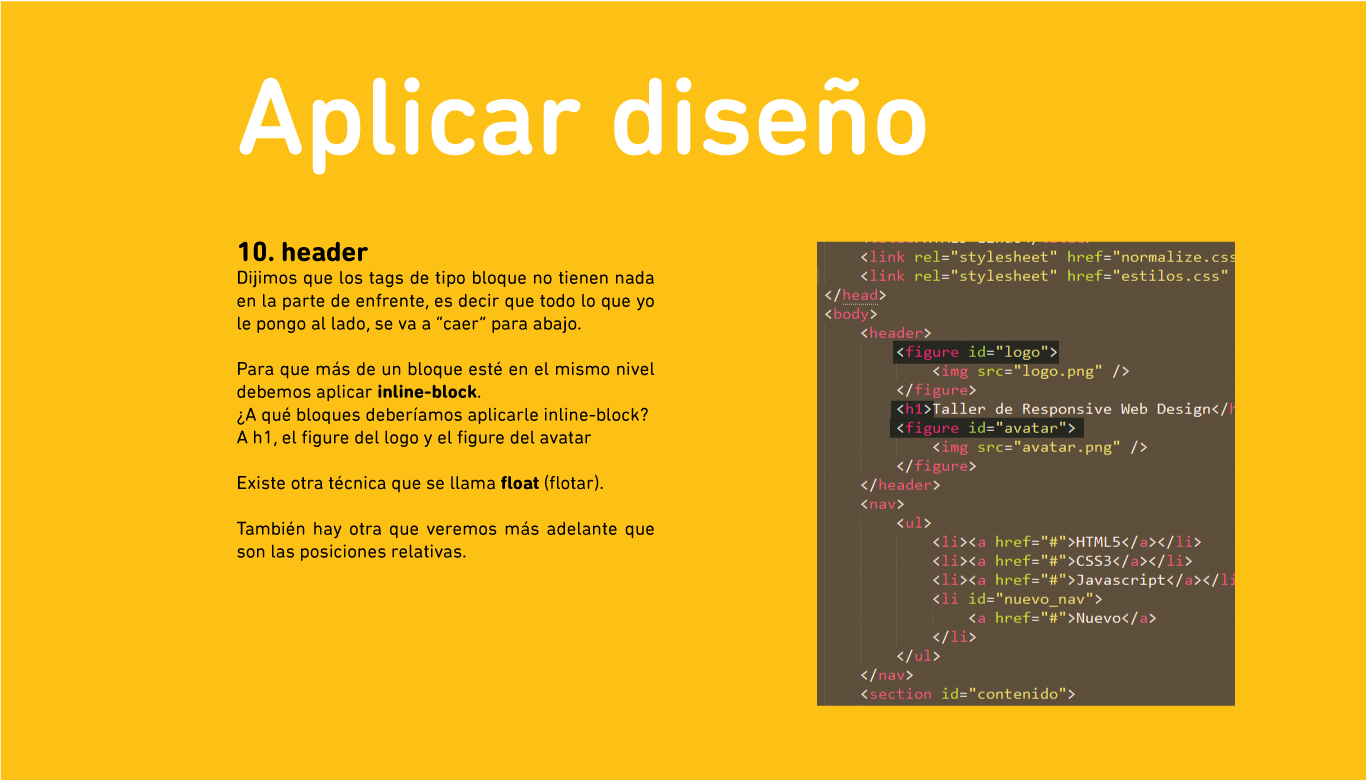 Aplicar diseño
10. header
Dijimos que los tags de tipo bloque no tienen nada
en la parte de enfrente, es decir que todo lo que yo
le pongo al lado, se va a “caer” para abajo.
Para que más de un bloque esté en el mismo nivel
debemos aplicar inline-block.
¿A qué bloques deberíamos aplicarle inline-block?
A h1, el figure del logo y el figure del avatar
Existe otra técnica que se llama float (flotar).
También hay otra que veremos más adelante que
son las posiciones relativas.
<link rel="stylesheet" href="normalize.css
<link rel="stylesheet" href="estilos.css"
</head>
<body>
<header>
<figure id="logo">
<img src="logo.png" />
</figure>
<h1>Taller de Responsive Web Design</h
<figure id="avatar">
<img src="avatar.png" />
</figure>
</header>
<nav>
<ul>
<li><a href="#">HTML5</a></li>
<li><a href="#">CSS3</a></li>
<li><a href="#">Javascript</a></li
<li id="nuevo_nav">
<a href="#">Nuevo</a>
</li>
</ul>
</nav>
<section id="contenido">